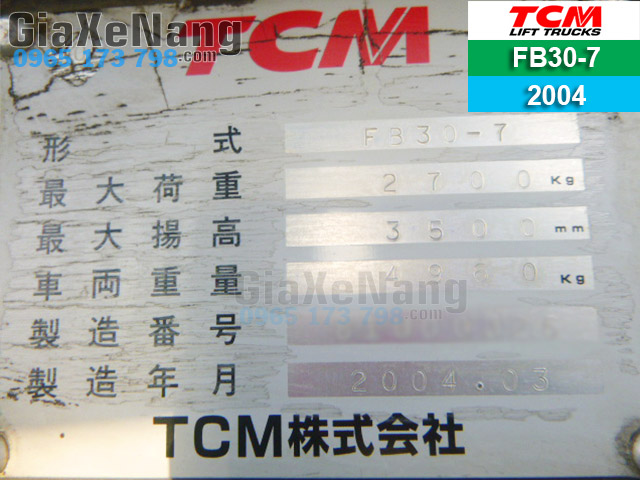 GiaXeNang.com
0965 173 798
TCM
TCM
LIFT TRUCKS
FB30-7
2004
形 式 FB30-7
最大荷重 2700 Kg
最大揚高 3500 mm
車両重量 Kg
GiaXeNang.com
0965 173 798
製造番号
製造年月 2004.03
TCM株式会社